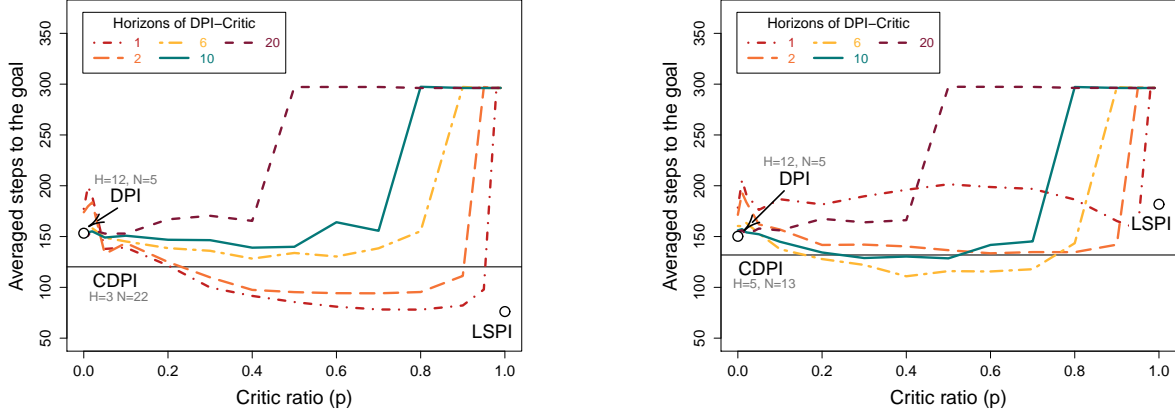 Horizons of DPI−Critic
1 6 20
2 10
350
300
250
200
150
100
50
Averaged steps to the goal
H=12, N=5
DPI
CDPI
H=3 N=22
LSPI
0.0 0.2 0.4 0.6 0.8 1.0
Critic ratio (p)
Horizons of DPI−Critic
1 6 20
2 10
350
300
250
200
150
100
50
Averaged steps to the goal
H=12, N=5
DPI
CDPI
H=5, N=13
LSPI
0.0 0.2 0.4 0.6 0.8 1.0
Critic ratio (p)